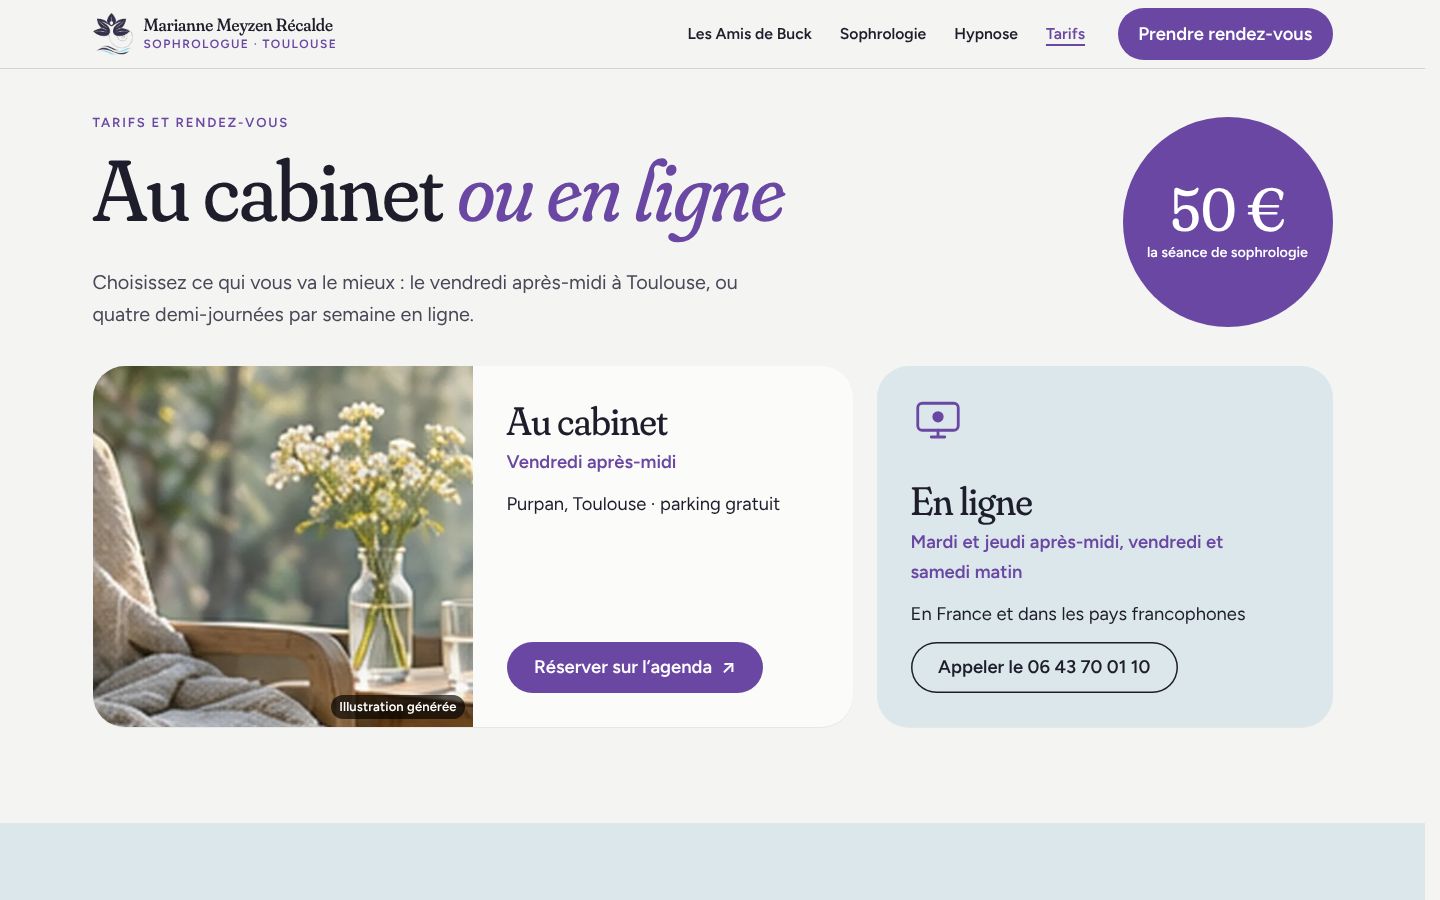 Marianne Meyzen Récalde
SOPHROLOGUE · TOULOUSE
Les Amis de Buck
Sophrologie
Hypnose
Tarifs
Prendre rendez-vous
TARIFS ET RENDEZ-VOUS
Au cabinet ou en ligne
Choisissez ce qui vous va le mieux : le vendredi après-midi à Toulouse, ou
quatre demi-journées par semaine en ligne.
50 €
la séance de sophrologie
Illustration générée
Au cabinet
Vendredi après-midi
Purpan, Toulouse · parking gratuit
Réserver sur l’agenda
En ligne
Mardi et jeudi après-midi, vendredi et
samedi matin
En France et dans les pays francophones
Appeler le 06 43 70 01 10